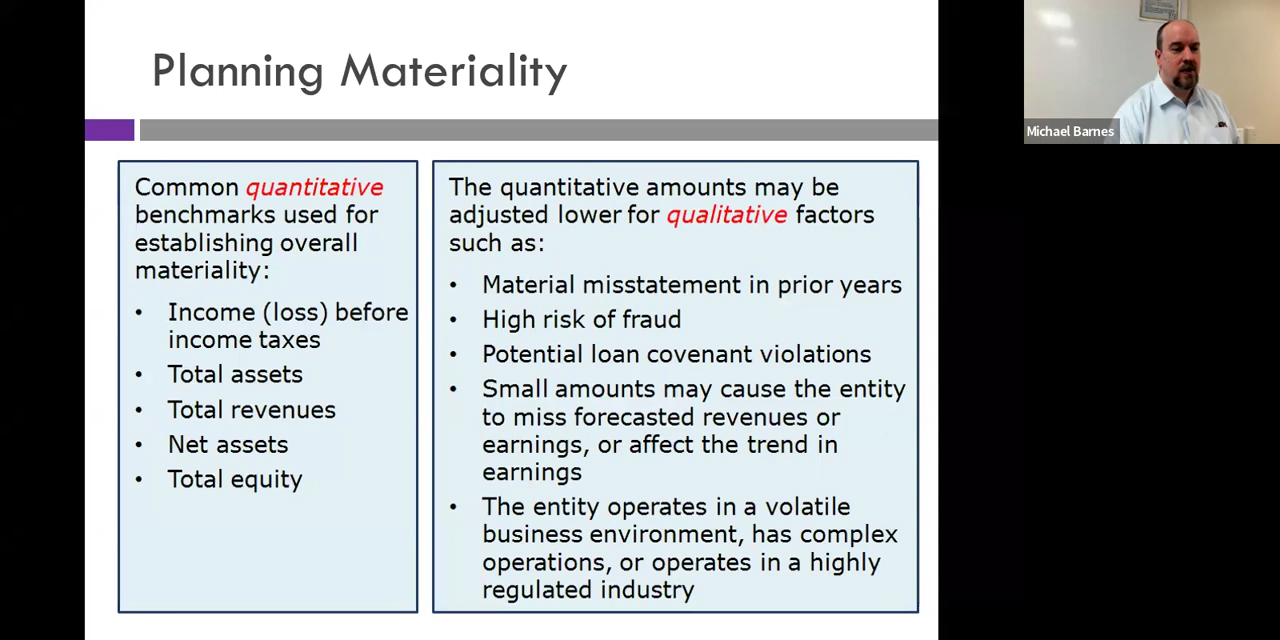 Planning Materiality
Common quantitative
benchmarks used for
establishing overall
materiality:
• Income (loss) before
income taxes
• Total assets
• Total revenues
• Net assets
• Total equity
The quantitative amounts may be
adjusted lower for qualitative factors
such as:
• Material misstatement in prior years
• High risk of fraud
• Potential loan covenant violations
• Small amounts may cause the entity
to miss forecasted revenues or
earnings, or affect the trend in
earnings
• The entity operates in a volatile
business environment, has complex
operations, or operates in a highly
regulated industry
Michael Barnes